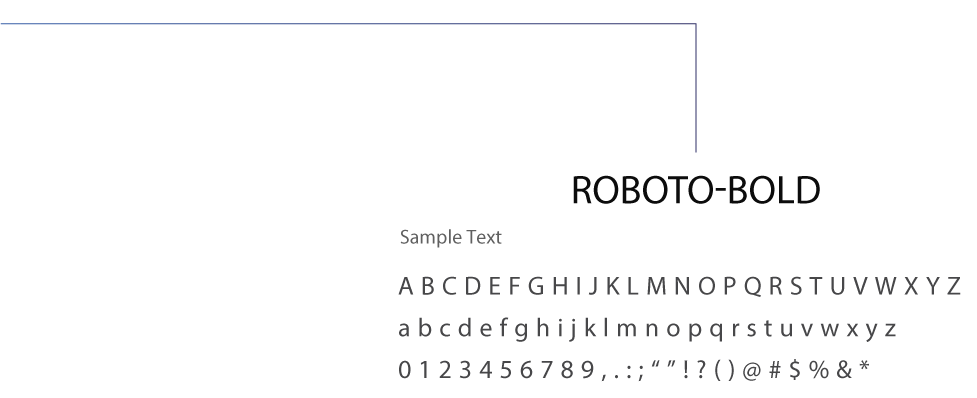 ROBOTO-BOLD
Sample Text
A B C D E F G H I J K L M N O P Q R S T U V W X Y Z
a b c d e f g h i j k l m n o p q r s t u v w x y z
0 1 2 3 4 5 6 7 8 9 , . : ; “ ” ! ? ( ) @ # $ % & *